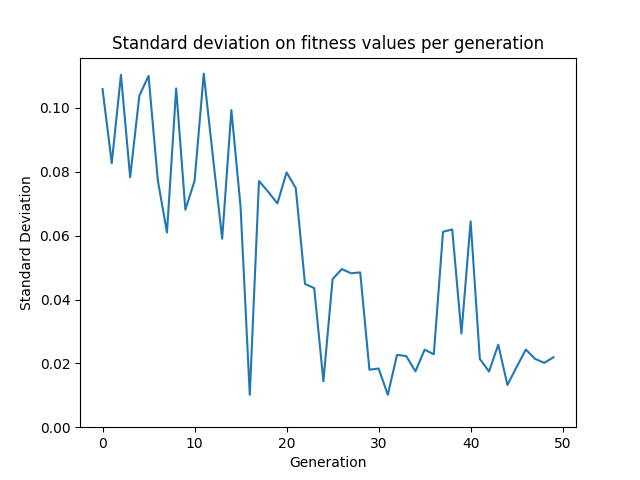 Standard deviation on fitness values per generation
Standard Deviation
0.10
0.08
0.06
0.04
0.02
0.00
0 10 20 30 40 50
Generation